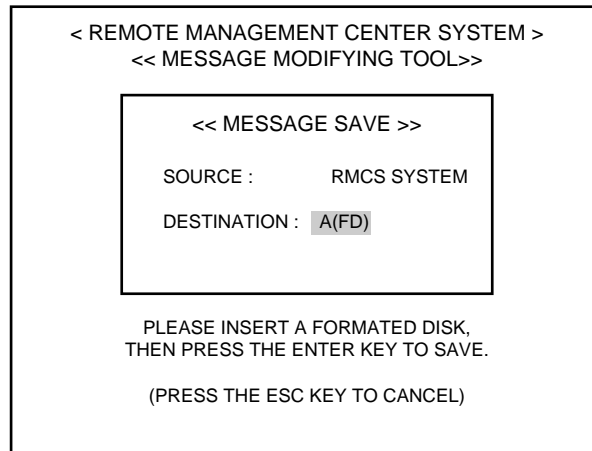 < REMOTE MANAGEMENT CENTER SYSTEM >
<< MESSAGE MODIFYING TOOL>>
<< MESSAGE SAVE >>
SOURCE : RMCS SYSTEM
DESTINATION : A(FD)
PLEASE INSERT A FORMATED DISK,
THEN PRESS THE ENTER KEY TO SAVE.
(PRESS THE ESC KEY TO CANCEL)